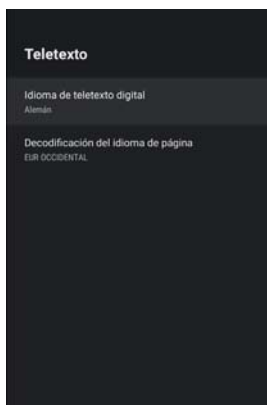 Teletexto
Idioma de teletexto digital
Alemán
Decodificación del idioma de página
EUR OCCIDENTAL